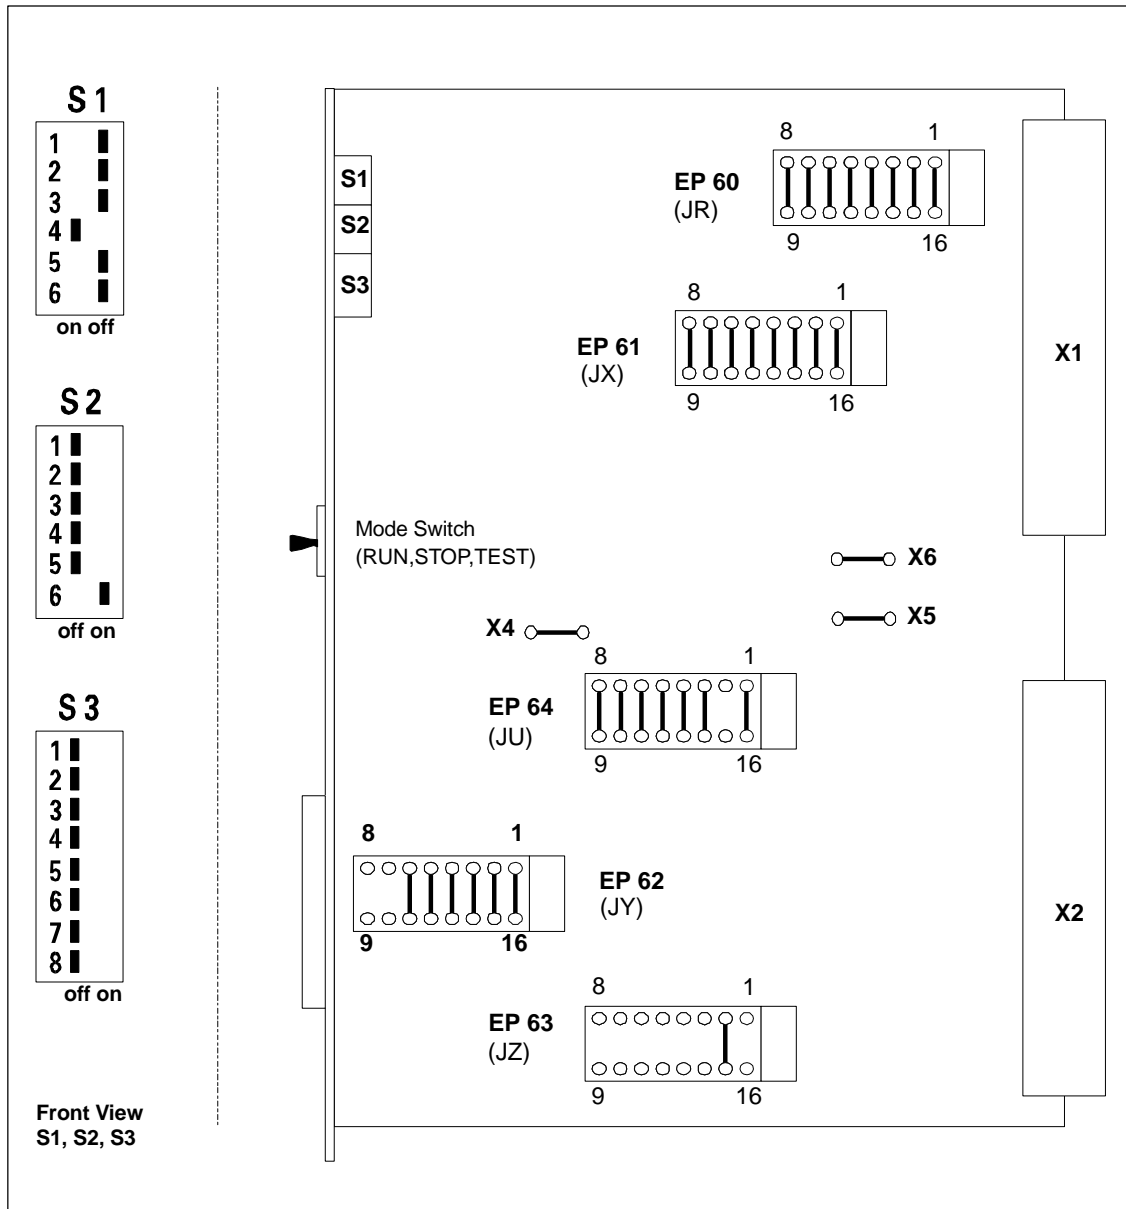 S 1
1
2
3
4
5
6
on off
S 2
1
2
3
4
5
6
off on
S 3
1
2
3
4
5
6
7
8
off on
Front View
S1, S2, S3
S1
S2
S3
Mode Switch
(RUN,STOP,TEST)
8 1
EP 60
(JR)
9 16
8 1
EP 61
(JX)
9 16
X1
X6
X5
X4
8 1
EP 64
(JU)
9 16
8 1
EP 62
(JY)
9 16
X2
8 1
EP 63
(JZ)
9 16